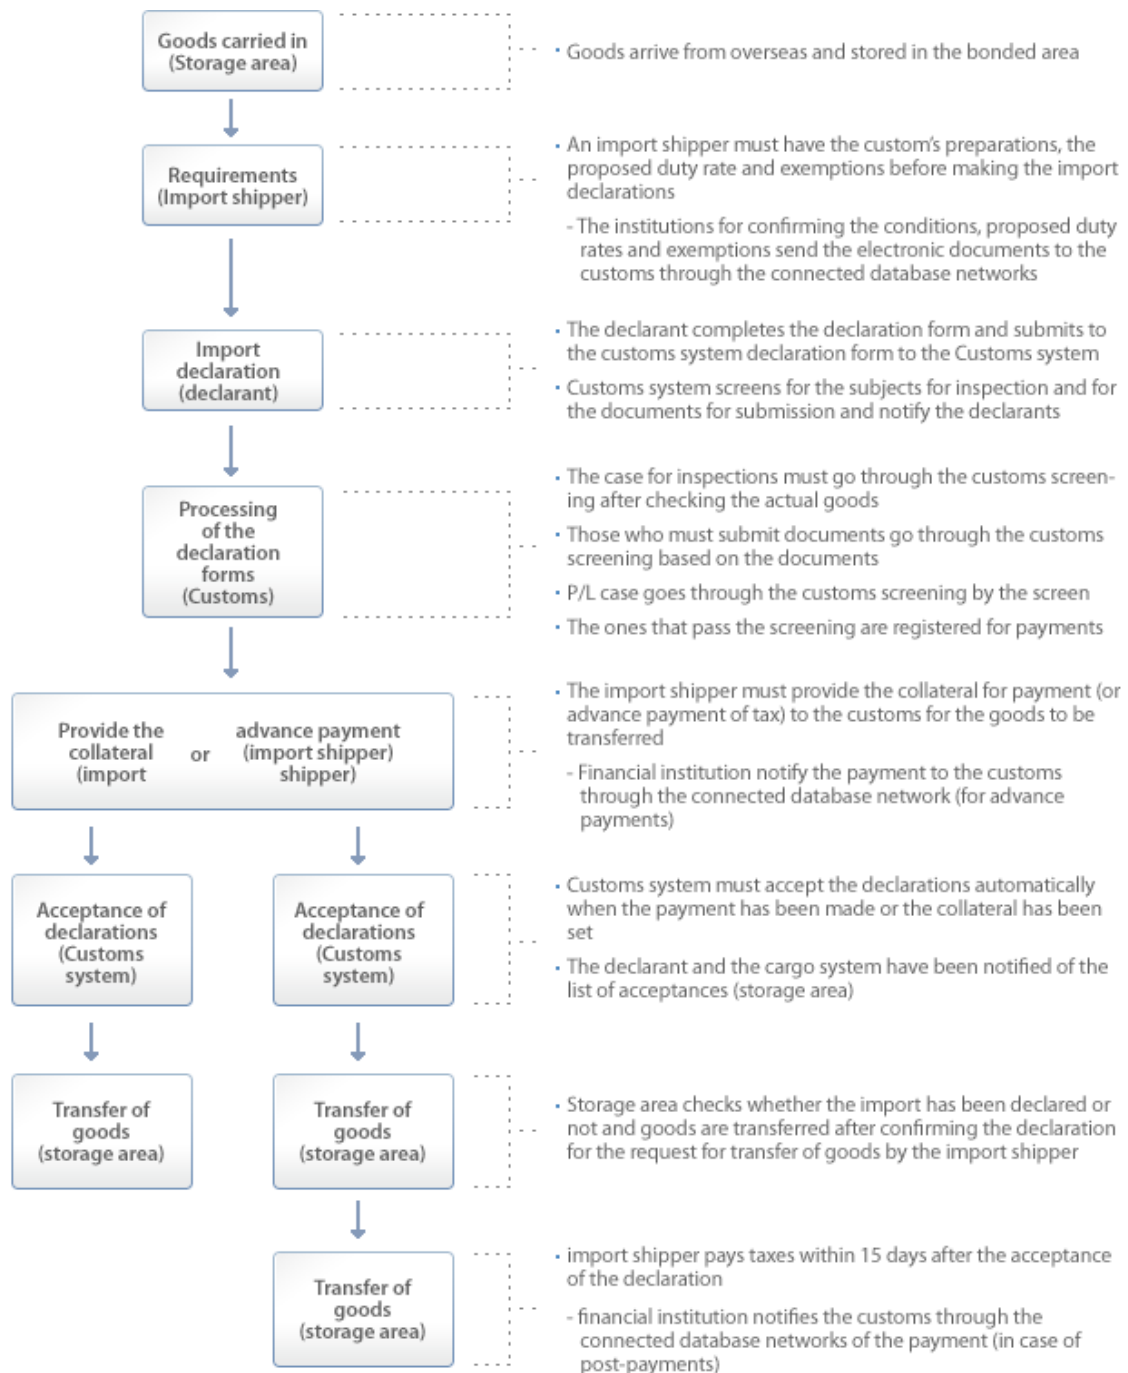 Goods carried in
(Storage area)
· Goods arrive from overseas and stored in the bonded area
Requirements
(Import shipper)
· An import shipper must have the custom's preparations, the
proposed duty rate and exemptions before making the import
declarations
- The institutions for confirming the conditions, proposed duty
rates and exemptions send the electronic documents to the
customs through the connected database networks
Import
declaration
(declarant)
· The declarant completes the declaration form and submits to
the customs system declaration form to the Customs system
· Customs system screens for the subjects for inspection and for
the documents for submission and notify the declarants
Processing
of the
declaration
forms
(Customs)
· The case for inspections must go through the customs screen-
ing after checking the actual goods
· Those who must submit documents go through the customs
screening based on the documents
· P/L case goes through the customs screening by the screen
· The ones that pass the screening are registered for payments
Provide the
collateral
(import
or
advance payment
(import shipper)
shipper)
· The import shipper must provide the collateral for payment (or
advance payment of tax) to the customs for the goods to be
transferred
- Financial institution notify the payment to the customs
through the connected database network (for advance
payments)
Acceptance of
declarations
(Customs
system)
Acceptance of
declarations
(Customs
system)
· Customs system must accept the declarations automatically
when the payment has been made or the collateral has been
set
· The declarant and the cargo system have been notified of the
list of acceptances (storage area)
Transfer of
goods
(storage area)
Transfer of
goods
(storage area)
· Storage area checks whether the import has been declared or
not and goods are transferred after confirming the declaration
for the request for transfer of goods by the import shipper
Transfer of
goods
(storage area)
· import shipper pays taxes within 15 days after the acceptance
of the declaration
- financial institution notifies the customs through the
connected database networks of the payment (in case of
post-payments)